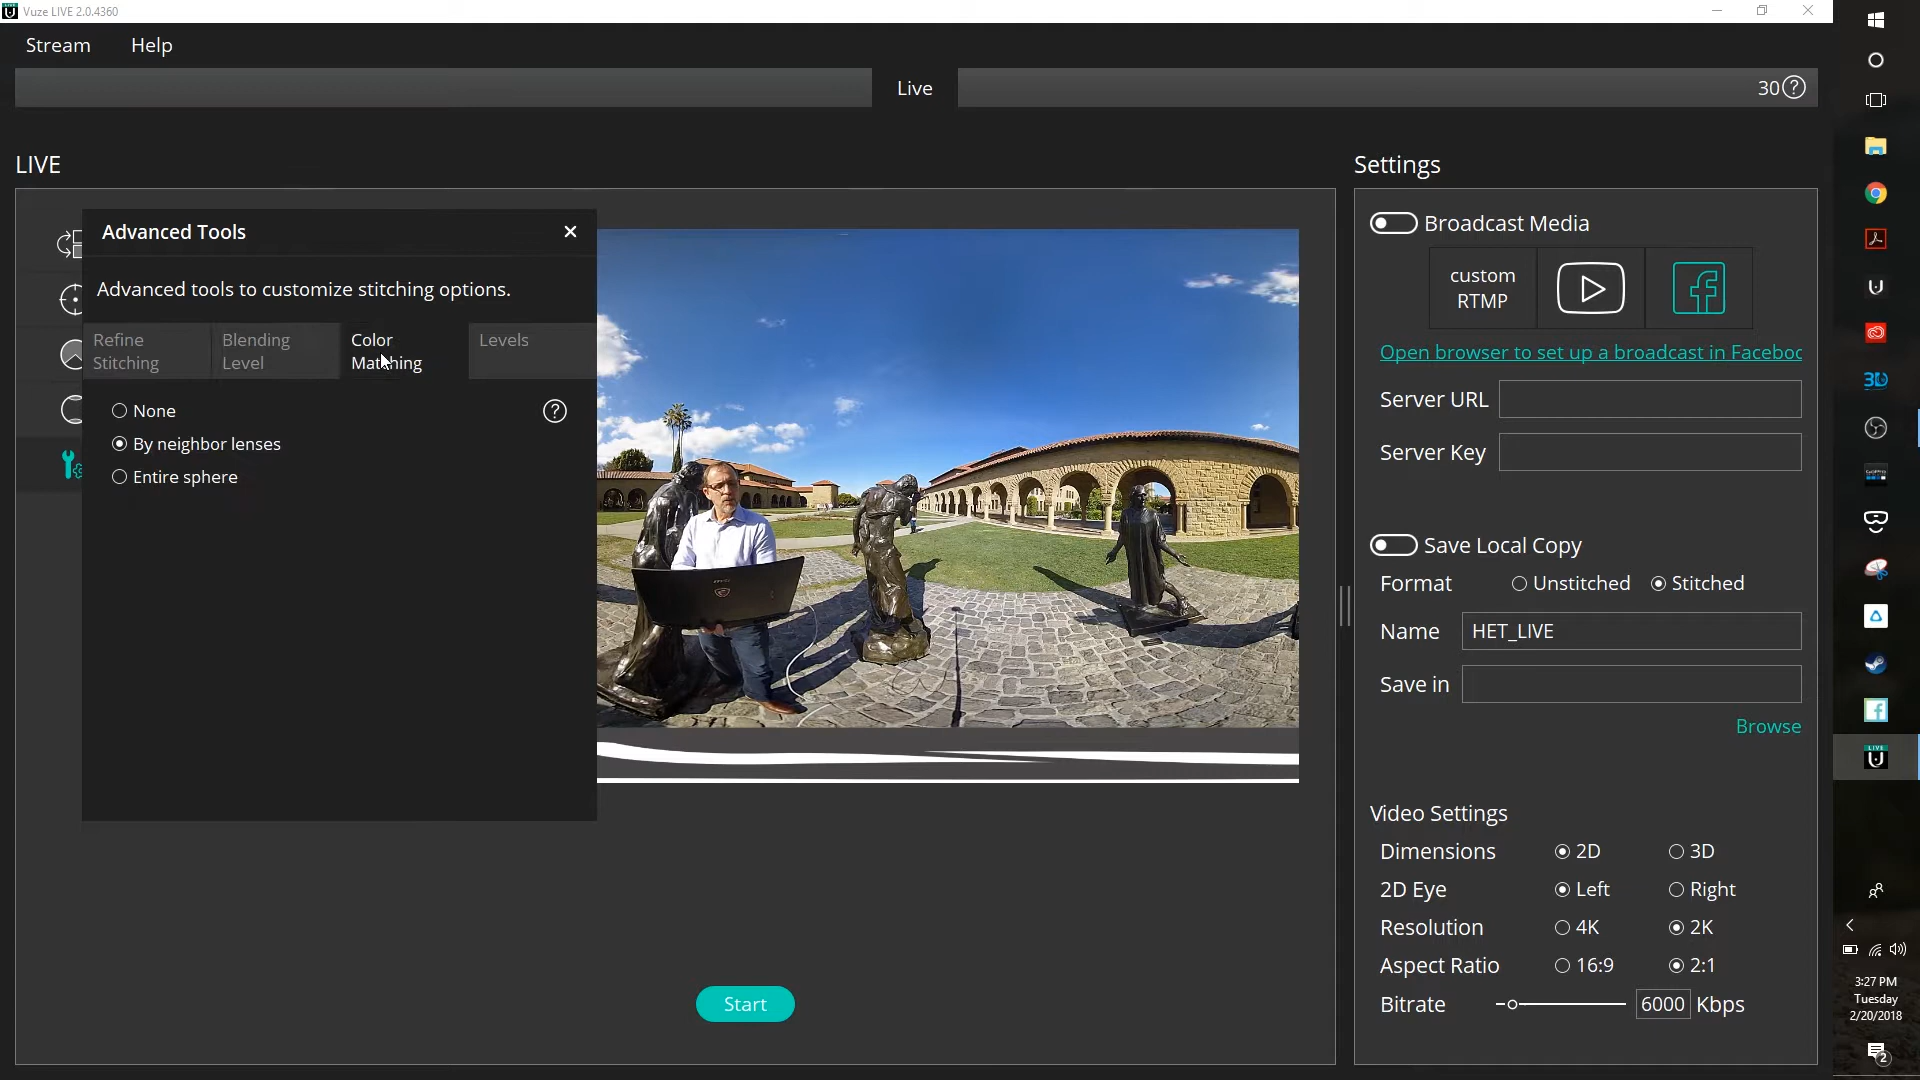 Vuze LIVE 2.0.4360
Stream Help
Live
30
LIVE
Settings
Advanced Tools
Advanced tools to customize stitching options.
Refine
Stitching
Blending
Level
Color
Matching
Levels
None
By neighbor lenses
Entire sphere
Broadcast Media
custom
RTMP
Open browser to set up a broadcast in Faceboc
Server URL
Server Key
Save Local Copy
Format Unstitched Stitched
Name HET_LIVE
Save in
Browse
Video Settings
Dimensions 2D 3D
2D Eye Left Right
Resolution 4K 2K
Aspect Ratio 16:9 2:1
Bitrate 6000 Kbps
Start
3D
LIVE
3:27 PM
Tuesday
2/20/2018
2